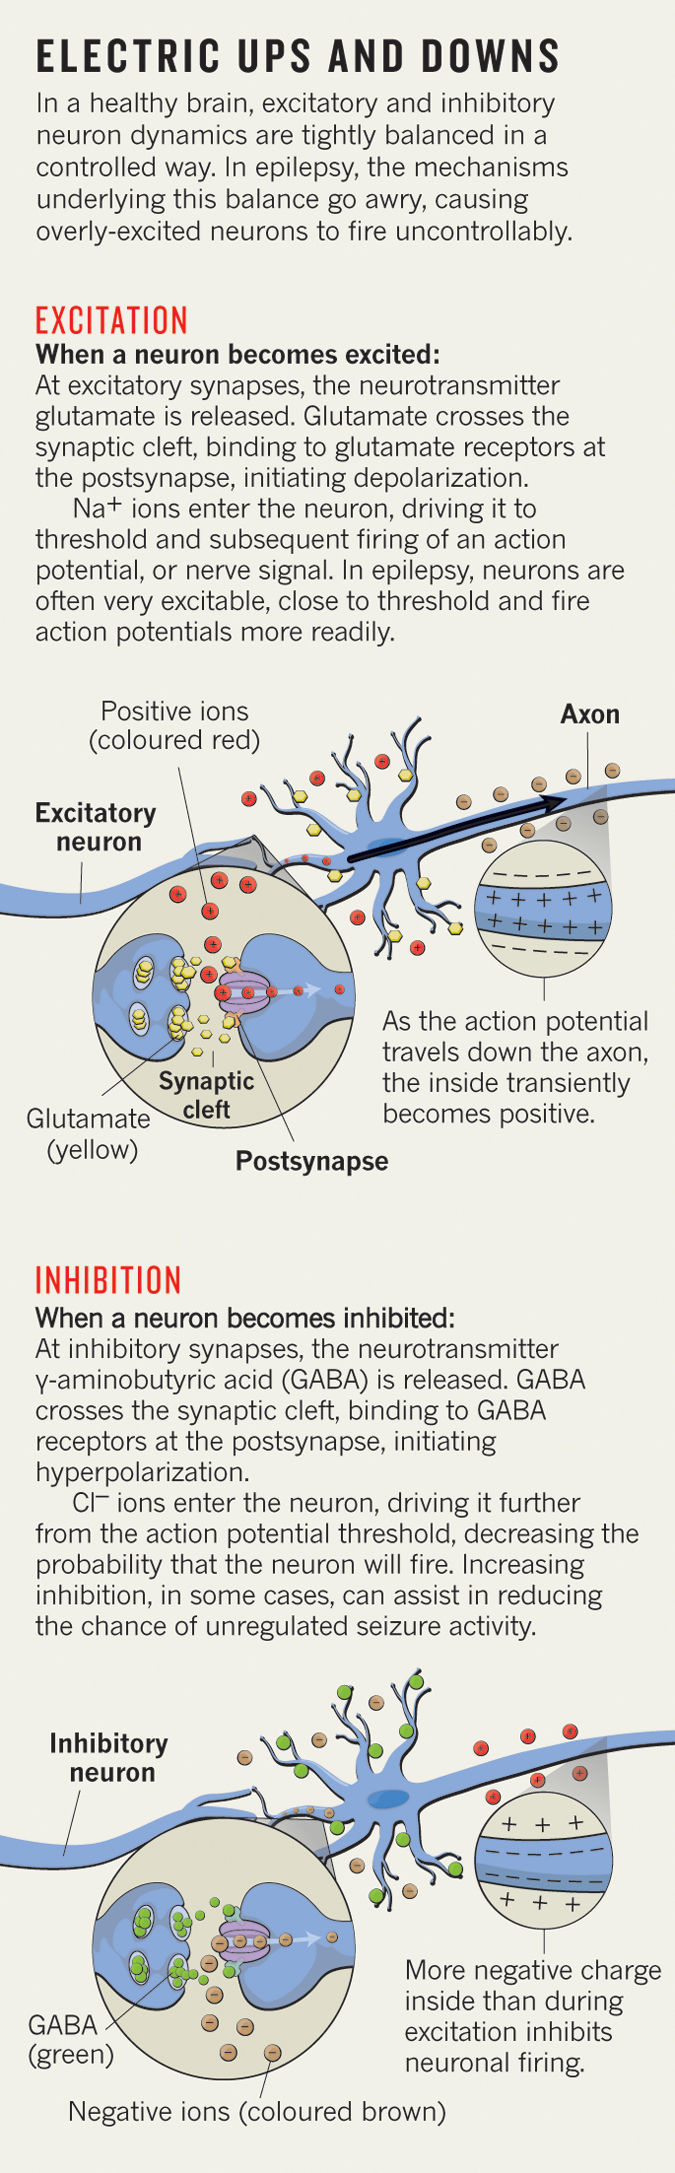 ELECTRIC UPS AND DOWNS
In a healthy brain, excitatory and inhibitory
neuron dynamics are tightly balanced in a
controlled way. In epilepsy, the mechanisms
underlying this balance go awry, causing
overly-excited neurons to fire uncontrollably.
EXCITATION
When a neuron becomes excited:
At excitatory synapses, the neurotransmitter
glutamate is released. Glutamate crosses the
synaptic cleft, binding to glutamate receptors at
the postsynapse, initiating depolarization.
Na+ ions enter the neuron, driving it to
threshold and subsequent firing of an action
potential, or nerve signal. In epilepsy, neurons are
often very excitable, close to threshold and fire
action potentials more readily.
Positive ions
(coloured red)
Axon
Excitatory
neuron
As the action potential
travels down the axon,
the inside transiently
becomes positive.
Synaptic
cleft
Glutamate
(yellow)
Postsynapse
INHIBITION
When a neuron becomes inhibited:
At inhibitory synapses, the neurotransmitter
γ-aminobutyric acid (GABA) is released. GABA
crosses the synaptic cleft, binding to GABA
receptors at the postsynapse, initiating
hyperpolarization.
Cl− ions enter the neuron, driving it further
from the action potential threshold, decreasing the
probability that the neuron will fire. Increasing
inhibition, in some cases, can assist in reducing
the chance of unregulated seizure activity.
Inhibitory
neuron
More negative charge
inside than during
excitation inhibits
neuronal firing.
GABA
(green)
Negative ions (coloured brown)